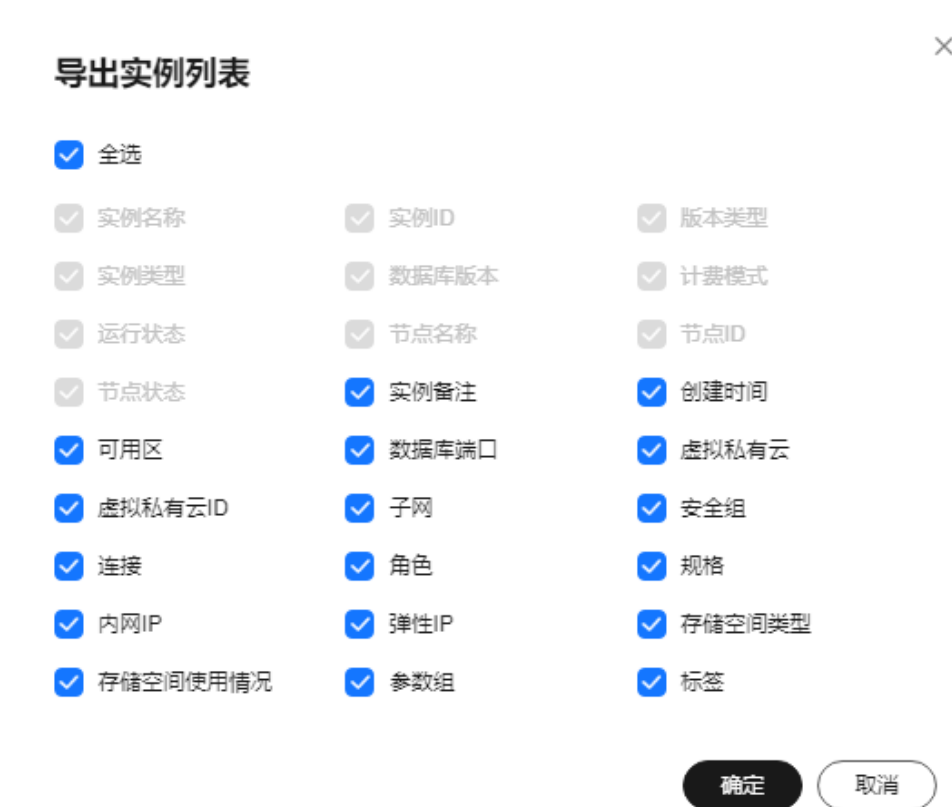 导出实例列表
全选
实例名称 实例ID 版本类型
实例类型 数据库版本 计费模式
运行状态 节点名称 节点ID
节点状态 实例备注 创建时间
可用区 数据库端口 虚拟私有云
虚拟私有云ID 子网 安全组
连接 角色 规格
内网IP 弹性IP 存储空间类型
存储空间使用情况 参数组 标签
确定 取消